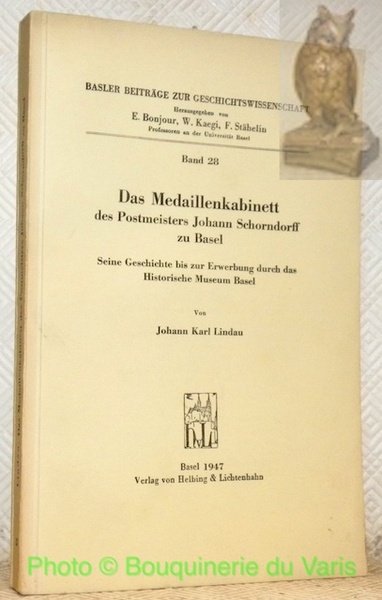 BASLER BEITRÄGE ZUR GESCHICHTSWISSENSCHAFT
Herausgegeben von
E. Bonjour, W. Kaegi, F. Stähelin
Professoren an der Universität Basel
Band 28
Das Medaillenkabinett
des Postmeisters Johann Schorndorff
zu Basel
Seine Geschichte bis zur Erwerbung durch das
Historische Museum Basel
Von
Johann Karl Lindau
Basel 1947
Verlag von Helbing & Lichtenhahn
Photo © Bouquinerie du Varis